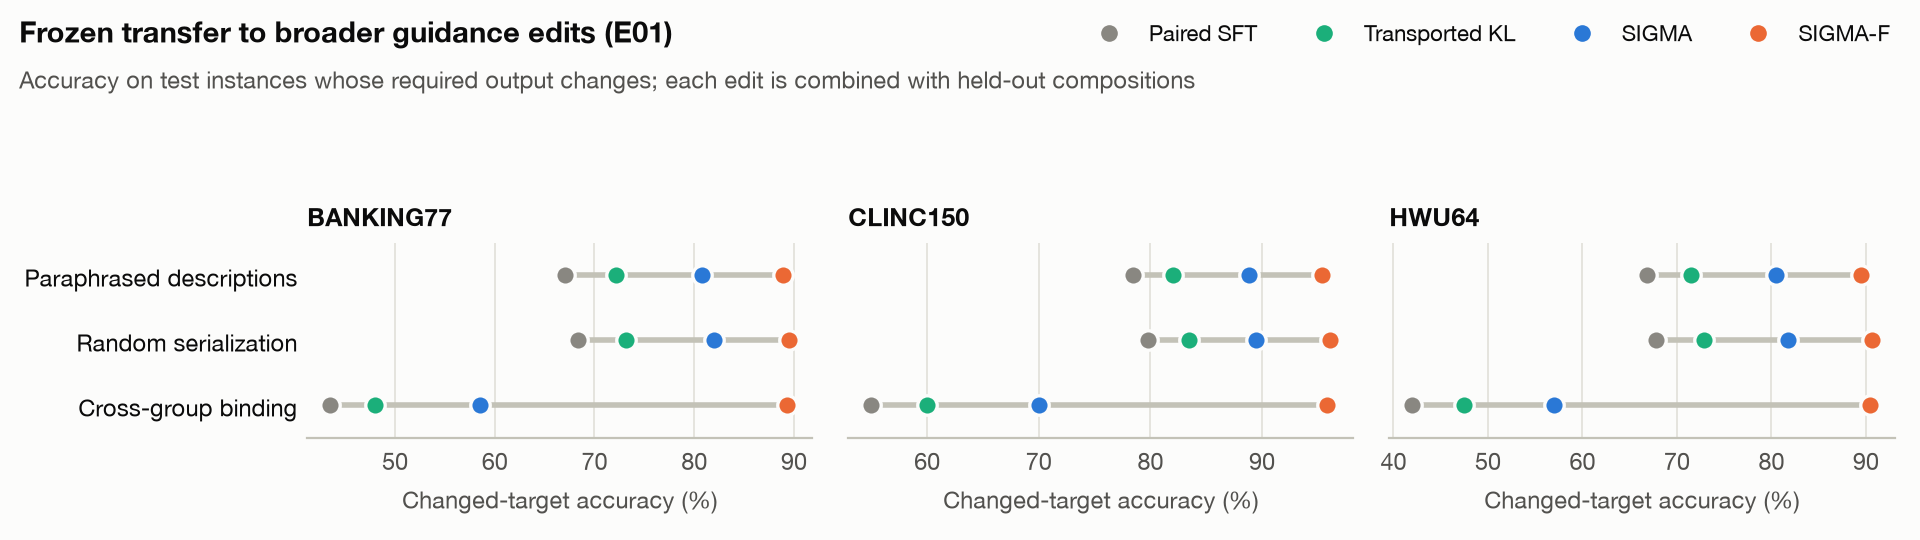 Frozen transfer to broader guidance edits (E01)
Paired SFT
Transported KL
SIGMA
SIGMA-F
Accuracy on test instances whose required output changes; each edit is combined with held-out compositions
BANKING77
CLINC150
HWU64
Paraphrased descriptions
Random serialization
Cross-group binding
50 60 70 80 90
60 70 80 90
40 50 60 70 80 90
Changed-target accuracy (%)
Changed-target accuracy (%)
Changed-target accuracy (%)